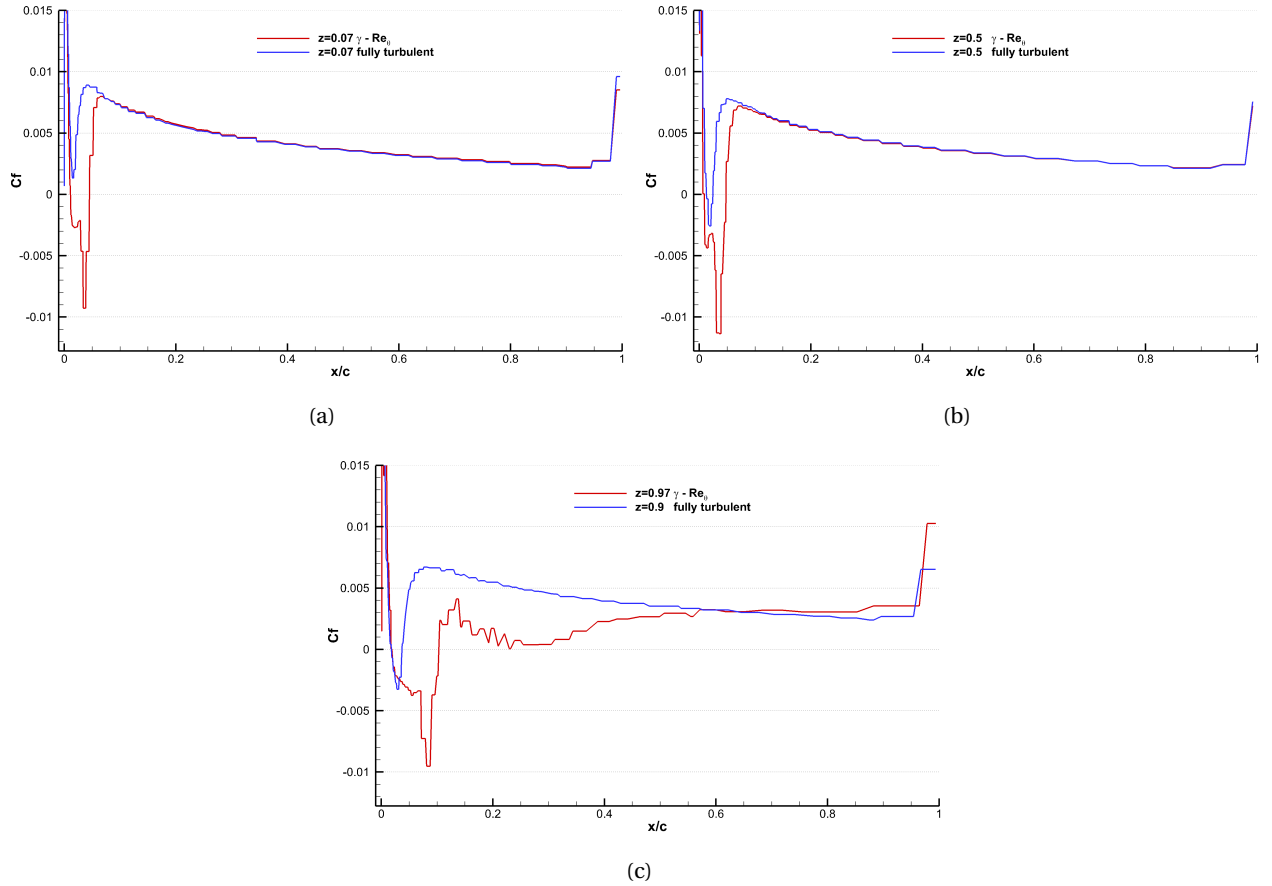 0.015
z=0.07 γ - Reθ
z=0.07 fully turbulent
0.01
0.005
Cf
0
-0.005
-0.01
0 0.2 0.4 0.6 0.8 1
x/c
(a)
0.015
z=0.5 γ - Reθ
z=0.5 fully turbulent
0.01
0.005
Cf
0
-0.005
-0.01
0 0.2 0.4 0.6 0.8 1
x/c
(b)
0.015
z=0.97 γ - Reθ
z=0.9 fully turbulent
0.01
0.005
Cf
0
-0.005
-0.01
0 0.2 0.4 0.6 0.8 1
x/c
(c)